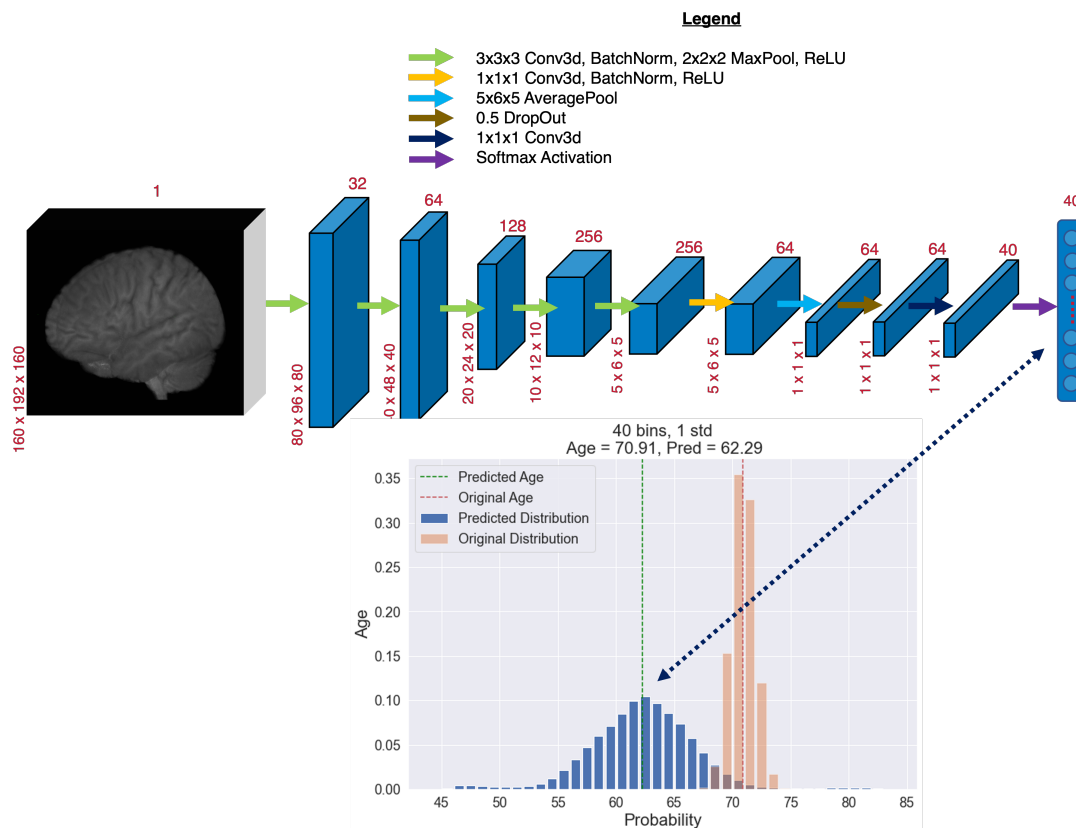 Legend
3x3x3 Conv3d, BatchNorm, 2x2x2 MaxPool, ReLU
1x1x1 Conv3d, BatchNorm, ReLU
5x6x5 AveragePool
0.5 DropOut
1x1x1 Conv3d
Softmax Activation
1
32
64
128
256
256
64
64
64
40
40
160 x 192 x 160
80 x 96 x 80
0 x 48 x 40
20 x 24 x 20
10 x 12 x 10
5 x 6 x 5
5 x 6 x 5
1 x 1 x 1
1 x 1 x 1
1 x 1 x 1
40 bins, 1 std
Age = 70.91, Pred = 62.29
Predicted Age
Original Age
Predicted Distribution
Original Distribution
Age
0.35
0.30
0.25
0.20
0.15
0.10
0.05
0.00
45 50 55 60 65 70 75 80 85
Probability